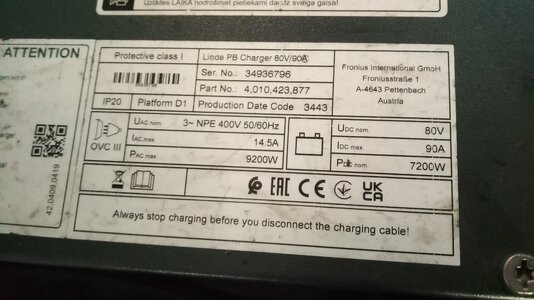 Uzlādes LAIKĀ nodrošiniet pietiekami daudz svaiga gaisa!
ATTENTION
42,0409,0419
Protective class I
Linde PB Charger 80V/90A
Ser. No.: 34936796
34936796
Part No.: 4,010,423,877
IP20 Platform D1 Production Date Code 3443
Fronius International GmbH
Froniusstraße 1
A-4643 Pettenbach
Austria
OVC III
UAC nom. 3~ NPE 400V 50/60Hz
IAC max. 14.5A
PAC max. 9200W
UDC nom. 80V
IDC max. 90A
Pdc nom. 7200W
EAC CE UK CA
Always stop charging before you disconnect the charging cable!